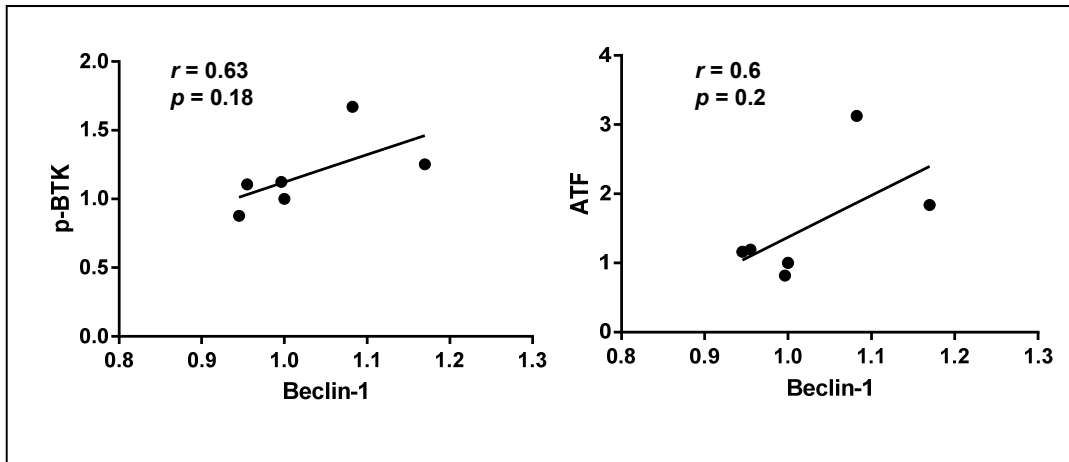 r = 0.63
p = 0.18
p-BTK
2.0
1.5
1.0
0.5
0.0
0.8 0.9 1.0 1.1 1.2 1.3
Beclin-1
r = 0.6
p = 0.2
ATF
4
3
2
1
0
0.8 0.9 1.0 1.1 1.2 1.3
Beclin-1